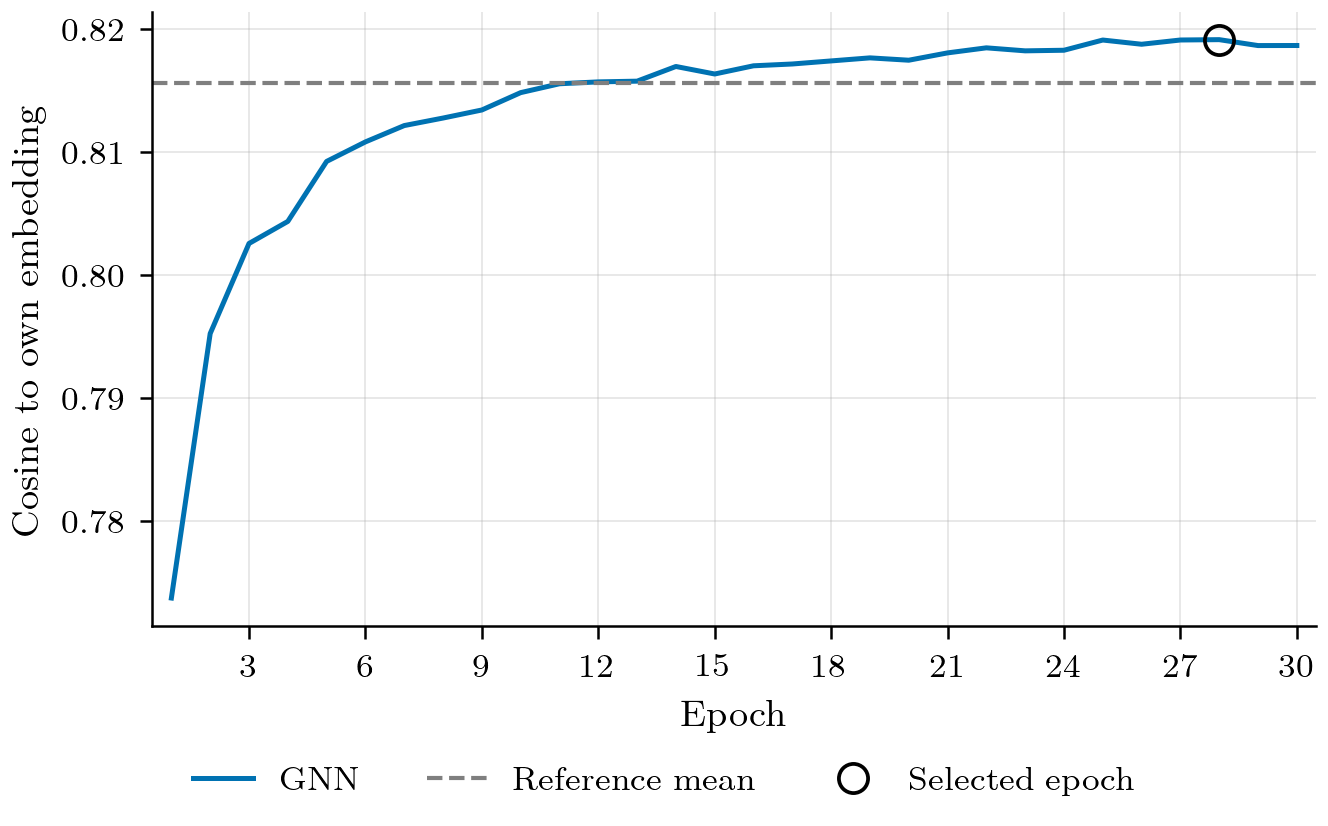 0.82
0.81
0.80
0.79
0.78
Cosine to own embedding
3 6 9 12 15 18 21 24 27 30
Epoch
GNN Reference mean Selected epoch